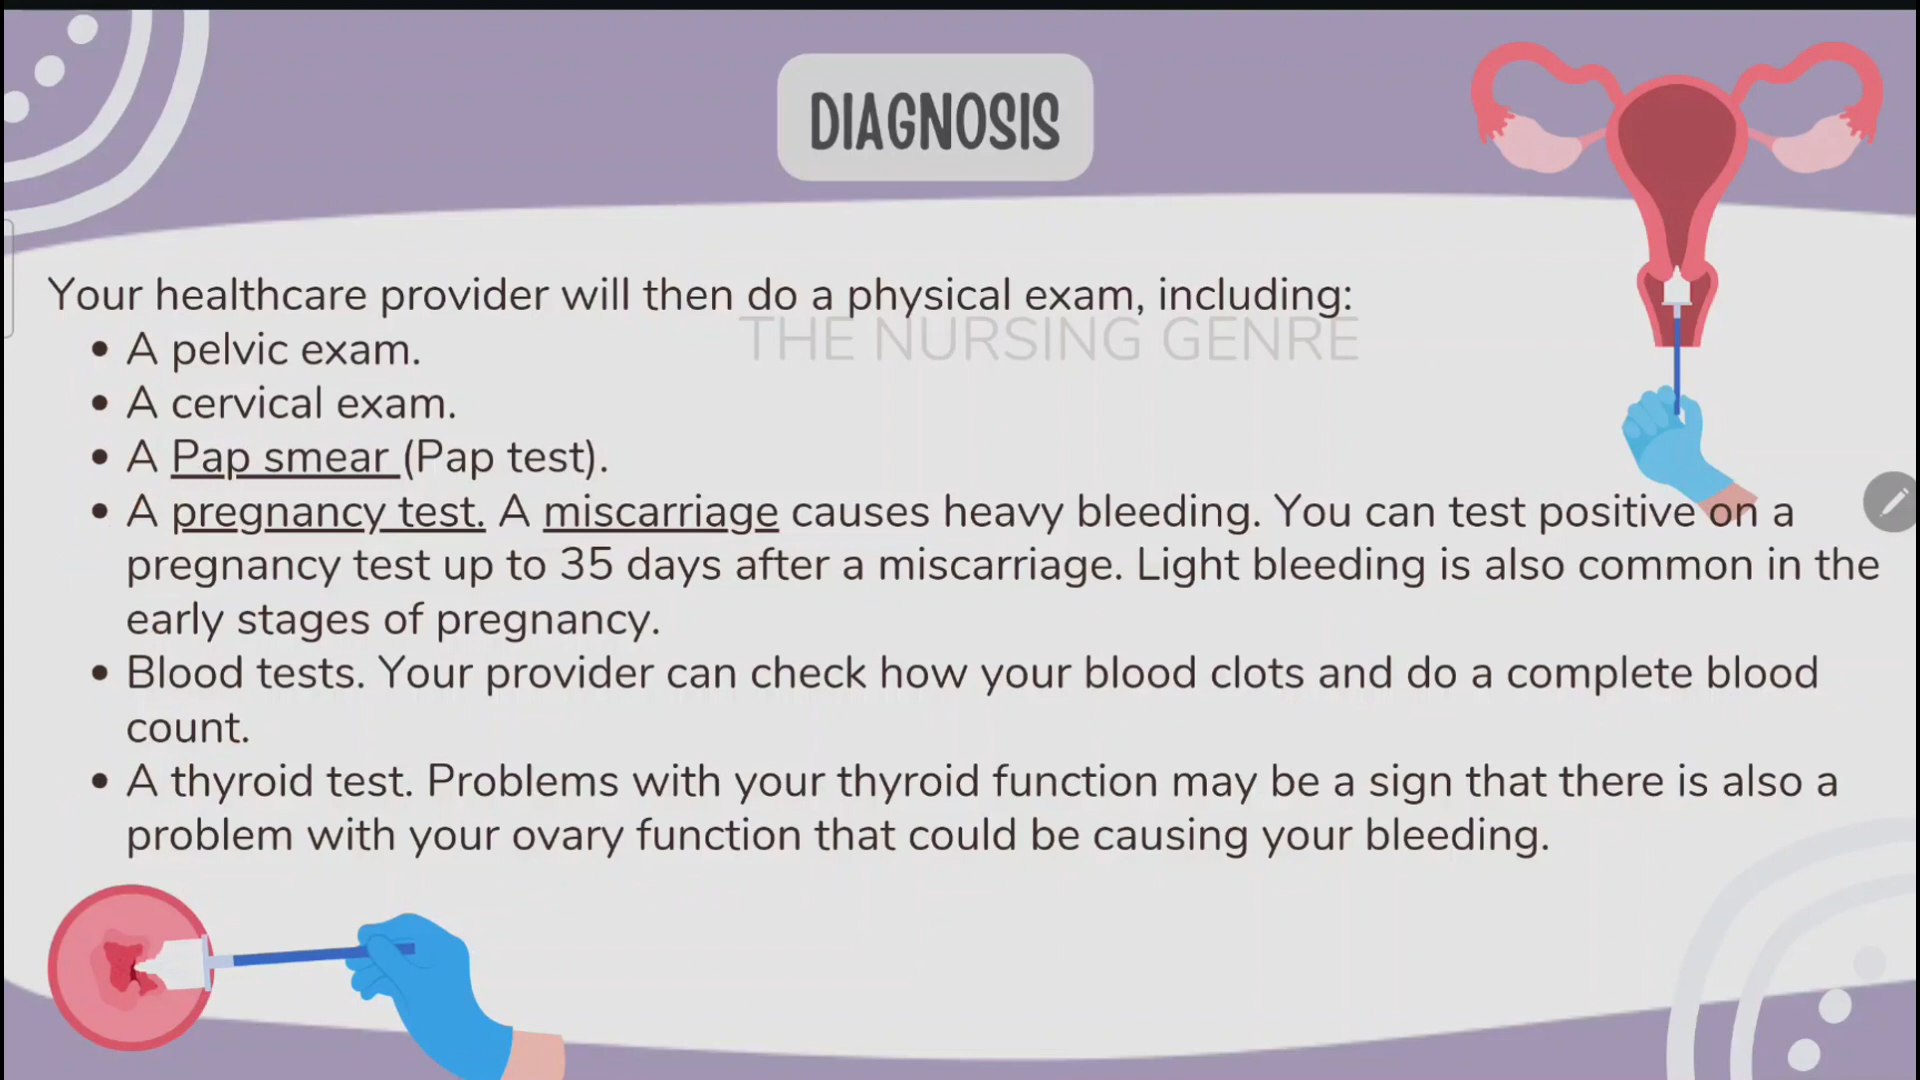 DIAGNOSIS
Your healthcare provider will then do a physical exam, including:
THE NURSING GENRE
• A pelvic exam.
• A cervical exam.
• A Pap smear (Pap test).
• A pregnancy test. A miscarriage causes heavy bleeding. You can test positive on a
pregnancy test up to 35 days after a miscarriage. Light bleeding is also common in the
early stages of pregnancy.
• Blood tests. Your provider can check how your blood clots and do a complete blood
count.
• A thyroid test. Problems with your thyroid function may be a sign that there is also a
problem with your ovary function that could be causing your bleeding.